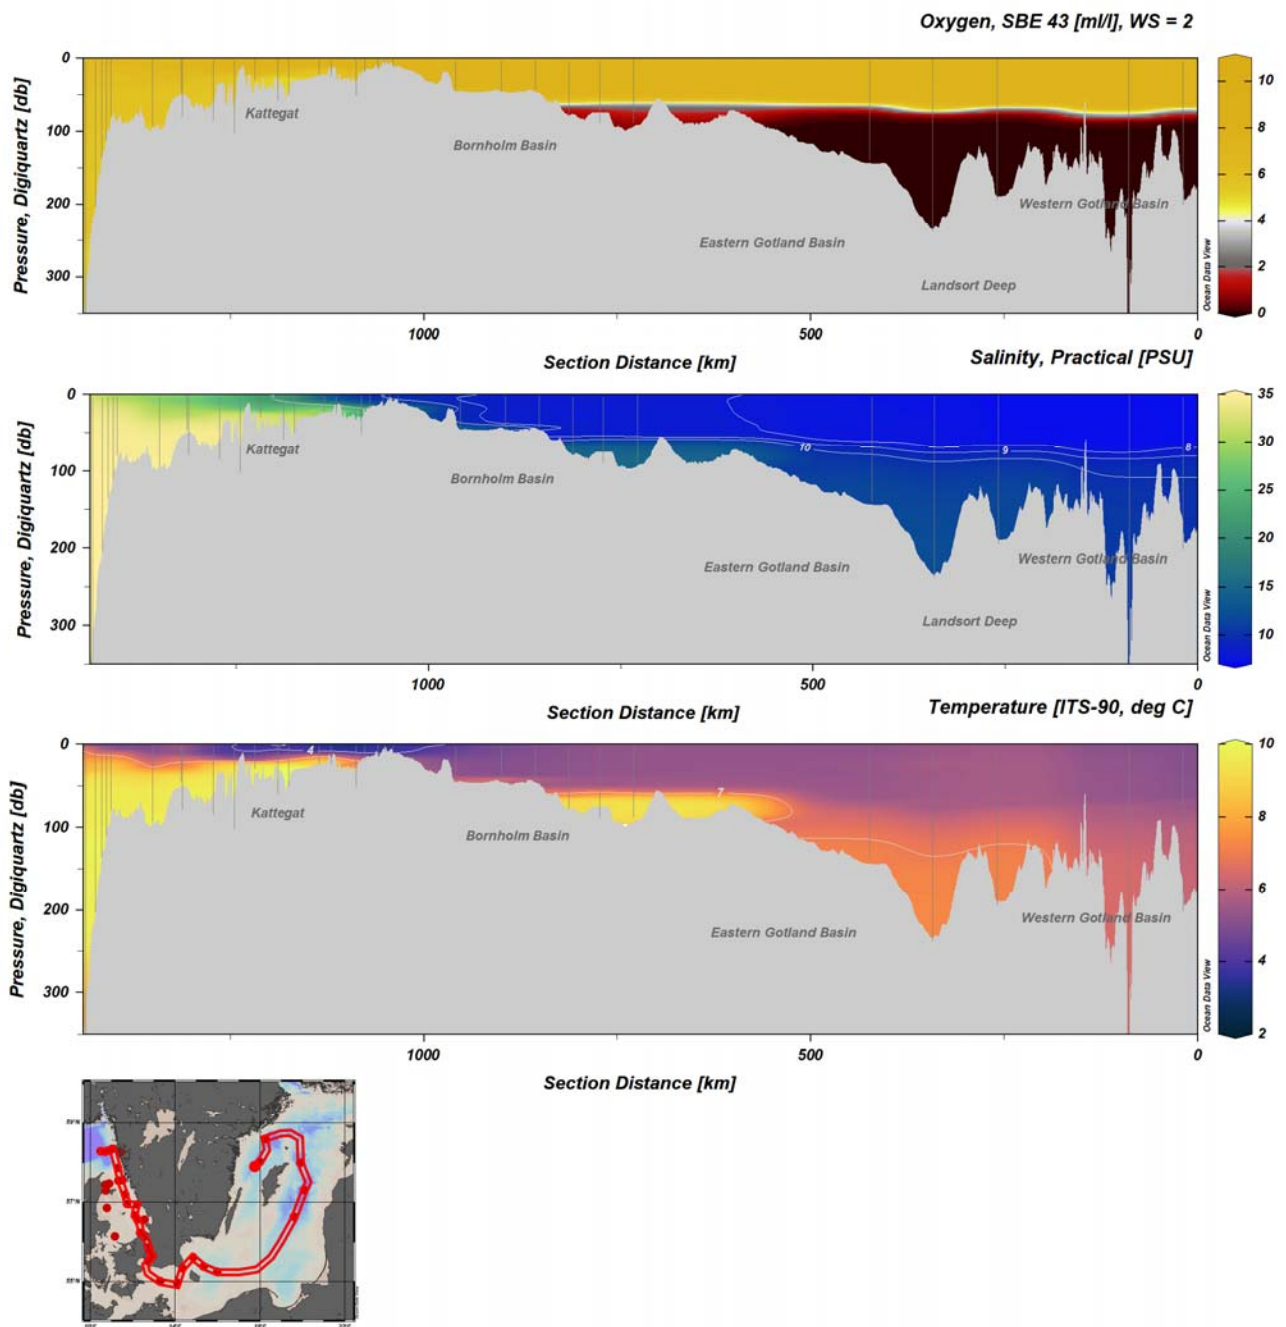 Oxygen, SBE 43 [ml/l], WS = 2
Pressure, Digiquartz [db]
0
100
200
300
Kattegat
Bornholm Basin
Eastern Gotland Basin
Landsort Deep
Western Gotland Basin
Ocean Data View
10
8
6
4
2
0
1000
500
0
Section Distance [km]
Salinity, Practical [PSU]
Pressure, Digiquartz [db]
0
100
200
300
Kattegat
Bornholm Basin
Eastern Gotland Basin
Landsort Deep
Western Gotland Basin
10
9
8
Ocean Data View
35
30
25
20
15
10
1000
500
0
Section Distance [km]
Temperature [ITS-90, deg C]
Pressure, Digiquartz [db]
0
100
200
300
4
7
Kattegat
Bornholm Basin
Eastern Gotland Basin
Western Gotland Basin
Ocean Data View
10
8
6
4
2
1000
500
0
Section Distance [km]